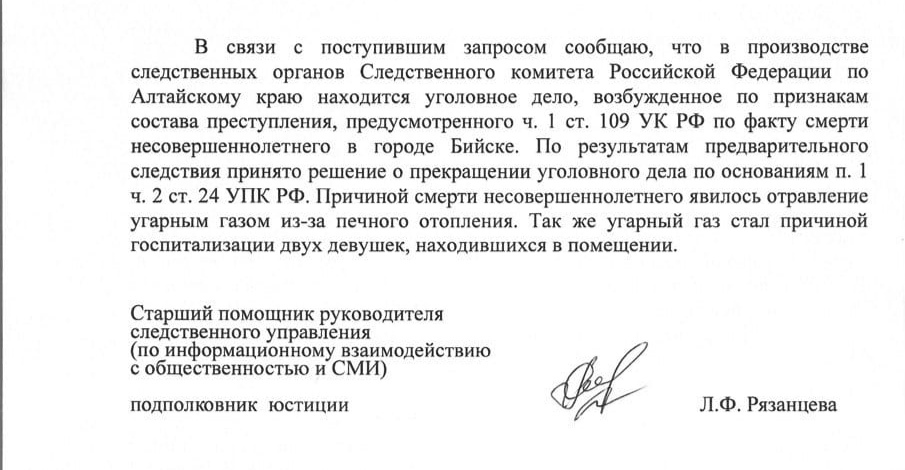 В связи с поступившим запросом сообщаю, что в производстве
следственных органов Следственного комитета Российской Федерации по
Алтайскому краю находится уголовное дело, возбужденное по признакам
состава преступления, предусмотренного ч. 1 ст. 109 УК РФ по факту смерти
несовершеннолетнего в городе Бийске. По результатам предварительного
следствия принято решение о прекращении уголовного дела по основаниям п. 1
ч. 2 ст. 24 УПК РФ. Причиной смерти несовершеннолетнего явилось отравление
угарным газом из-за печного отопления. Так же угарный газ стал причиной
госпитализации двух девушек, находившихся в помещении.
Старший помощник руководителя
следственного управления
(по информационному взаимодействию
с общественностью и СМИ)
подполковник юстиции Л.Ф. Рязанцева